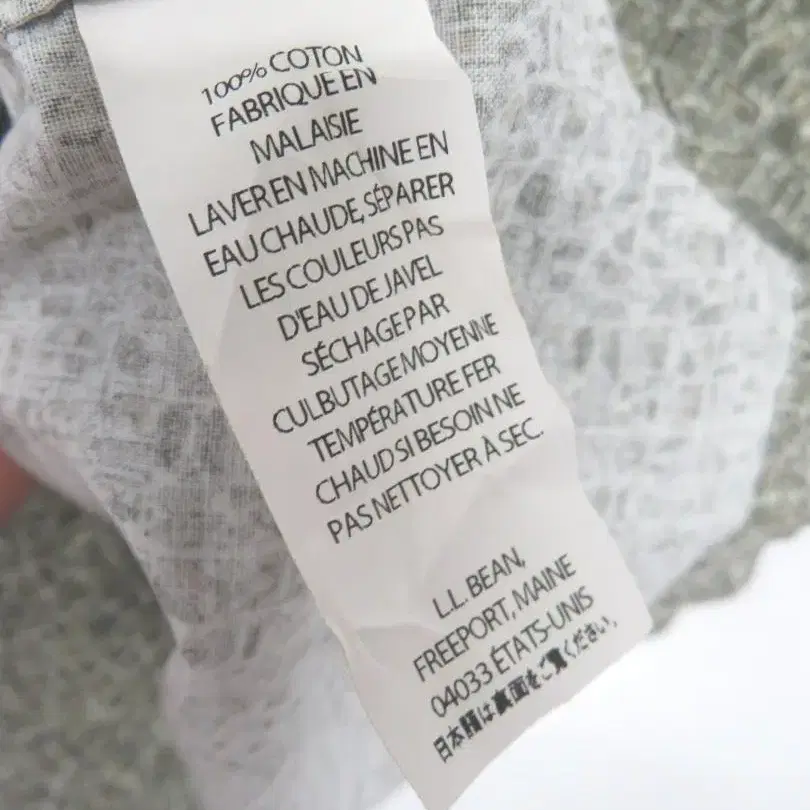 100% COTON
FABRIQUE EN
MALAISIE
LAVER EN MACHINE EN
EAU CHAUDE, SÉPARER
LES COULEURS PAS
D'EAU DE JAVEL
SÉCHAGE PAR
CULBUTAGE MOYENNE
TEMPÉRATURE FER
CHAUD SI BESOIN NE
PAS NETTOYER À SEC.
L.L. BEAN,
FREEPORT, MAINE
04033 ÉTATS-UNIS
日本語は裏面をご覧ください。